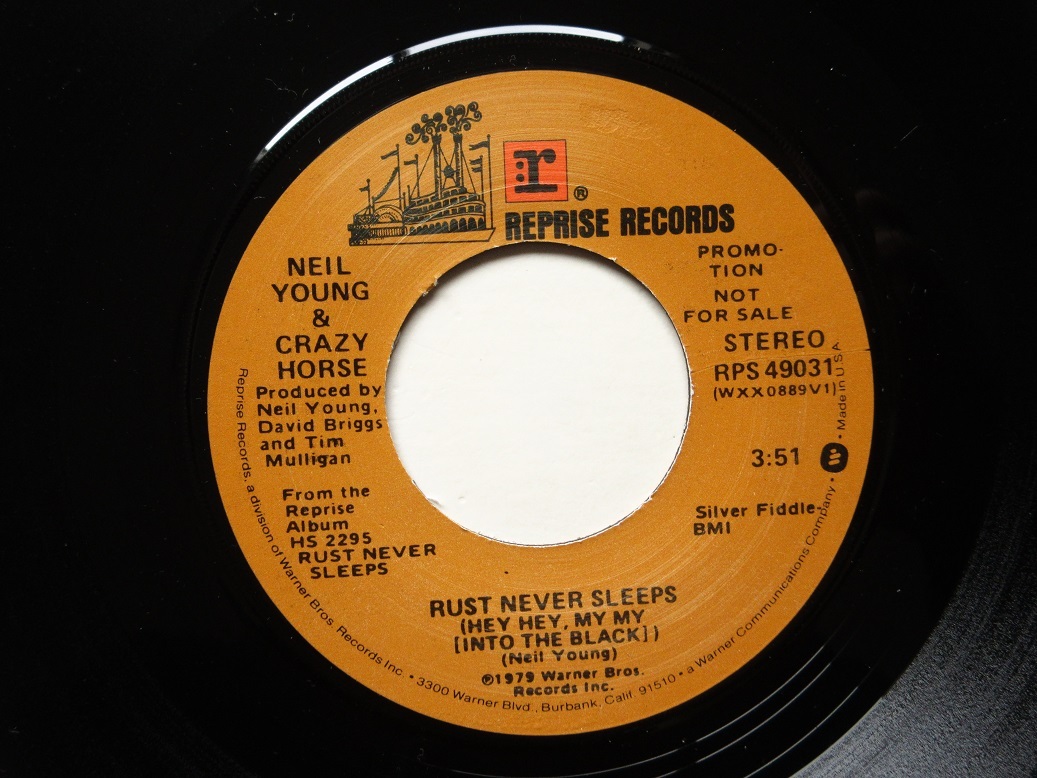 r
®
REPRISE RECORDS
NEIL
YOUNG
&
CRAZY
HORSE
Produced by
Neil Young,
David Briggs
and Tim
Mulligan
From the
Reprise
Album
HS 2295
RUST NEVER
SLEEPS
PROMO-
TION
NOT
FOR SALE
STEREO
RPS 49031
(WXX0889V1)
3:51
Silver Fiddle-
BMI
RUST NEVER SLEEPS
(HEY HEY, MY MY
[INTO THE BLACK])
(Neil Young)
℗1979 Warner Bros.
Records Inc.
Reprise Records, a division of Warner Bros. Records Inc. • 3300 Warner Blvd., Burbank, Calif. 91510 • a Warner Communications Company • Made in U.S.A.